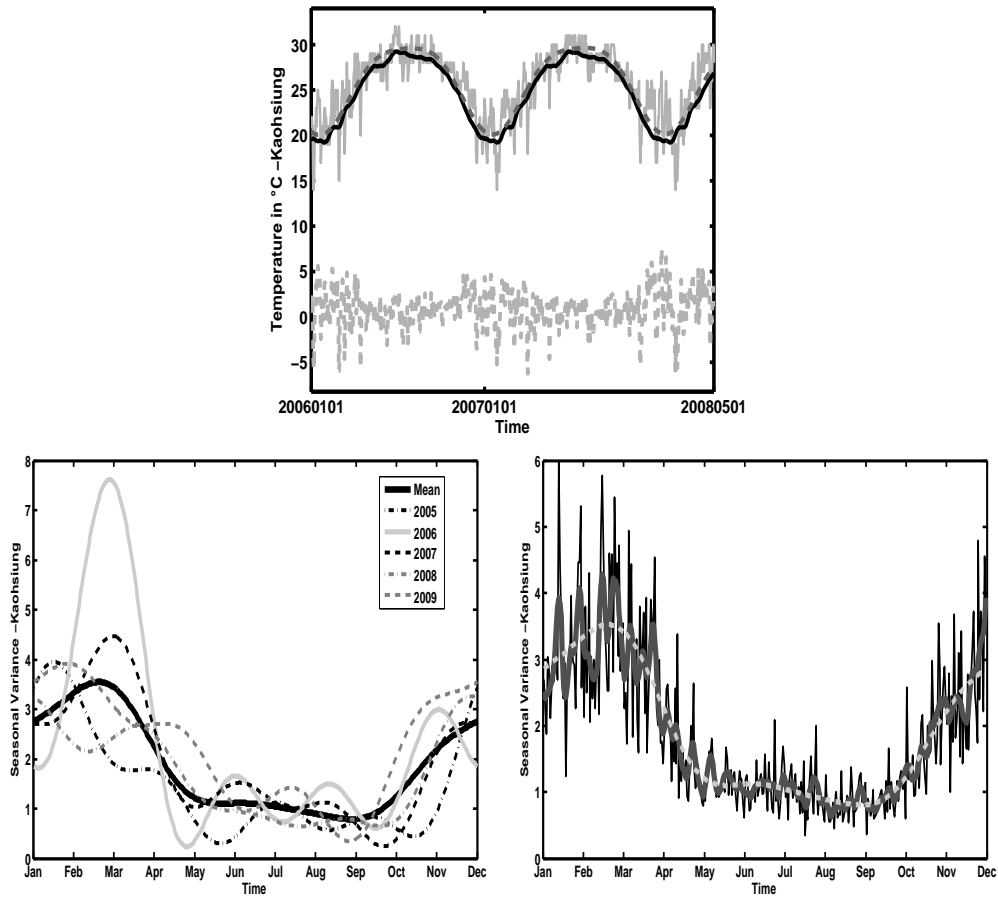 Temperature in °C −Kaohsiung
30
25
20
15
10
5
0
−5
20060101 20070101 20080501
Time
Seasonal Variance −Kaohsiung
8
7
6
5
4
3
2
1
0
Jan Feb Mar Apr May Jun Jul Aug Sep Oct Nov Dec
Time
Mean
2005
2006
2007
2008
2009
Seasonal Variance −Kaohsiung
6
5
4
3
2
1
0
Jan Feb Mar Apr May Jun Jul Aug Sep Oct Nov Dec
Time